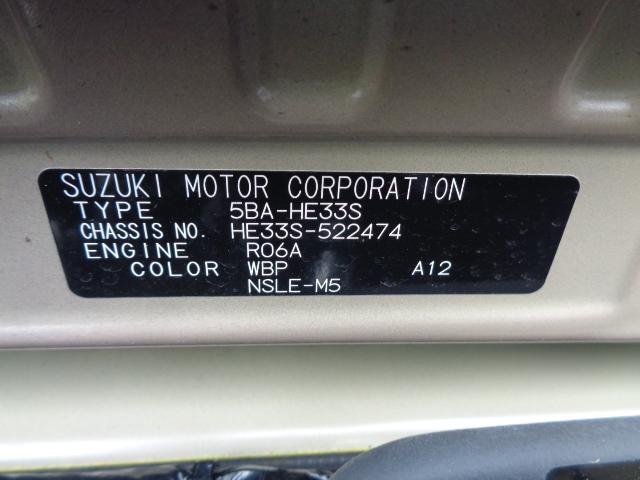 SUZUKI MOTOR CORPORATION
TYPE 5BA-HE33S
CHASSIS NO. HE33S-522474
ENGINE R06A
COLOR WBP A12
NSLE-M5